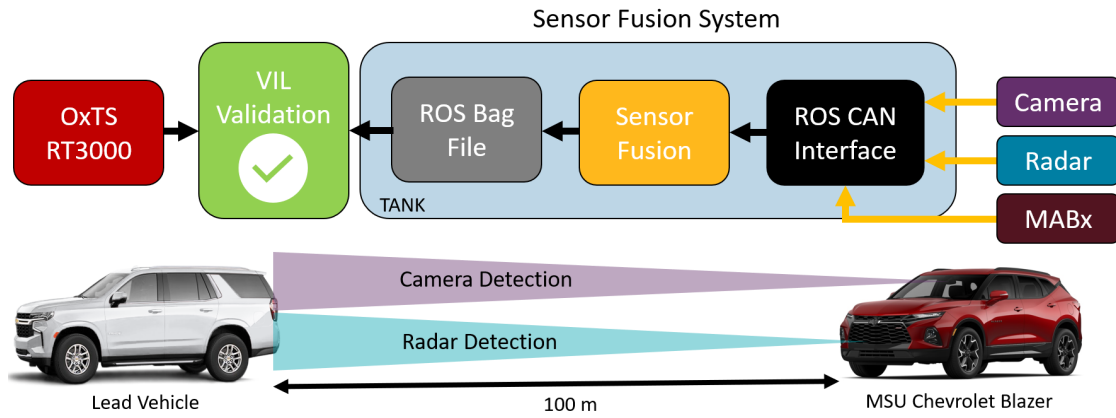 Sensor Fusion System
OxTS
RT3000
VIL
Validation
ROS Bag
File
Sensor
Fusion
ROS CAN
Interface
Camera
Radar
MABx
TANK
Camera Detection
Radar Detection
Lead Vehicle
100 m
MSU Chevrolet Blazer